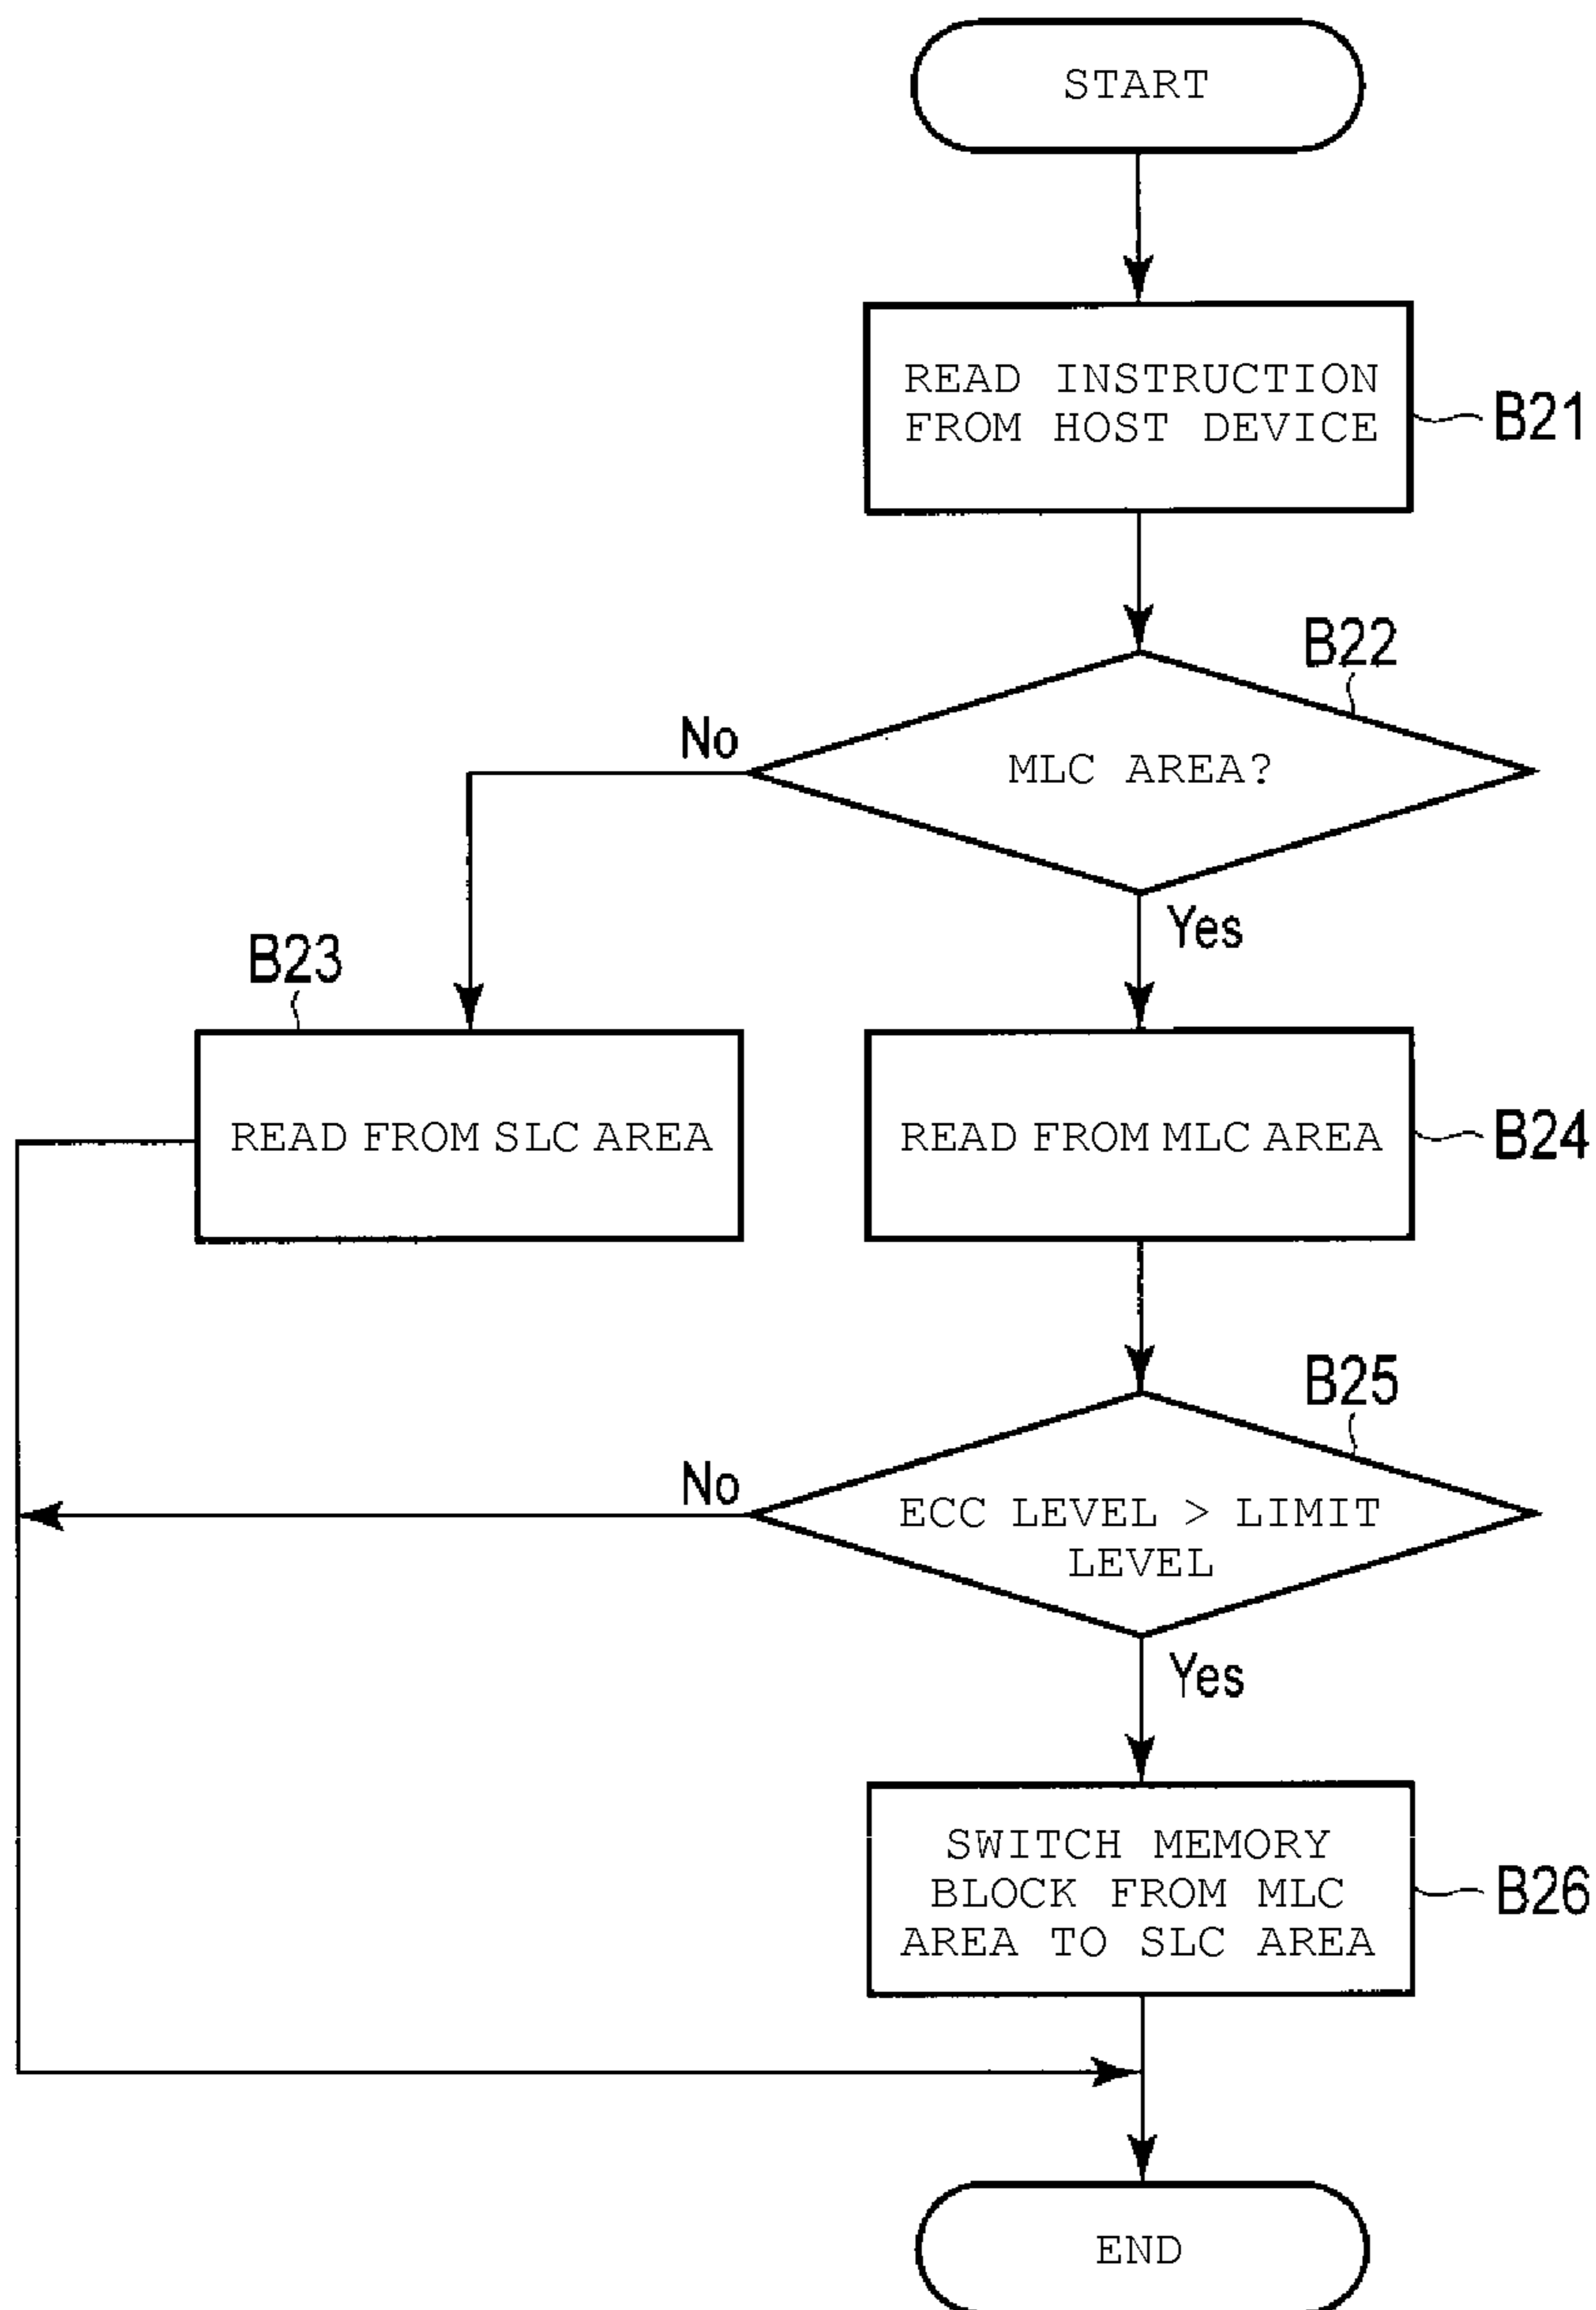 START
READ INSTRUCTION
FROM HOST DEVICE
B21
B22
MLC AREA?
No
Yes
B23
READ FROM SLC AREA
READ FROM MLC AREA
B24
B25
ECC LEVEL > LIMIT
LEVEL
No
Yes
SWITCH MEMORY
BLOCK FROM MLC
AREA TO SLC AREA
B26
END